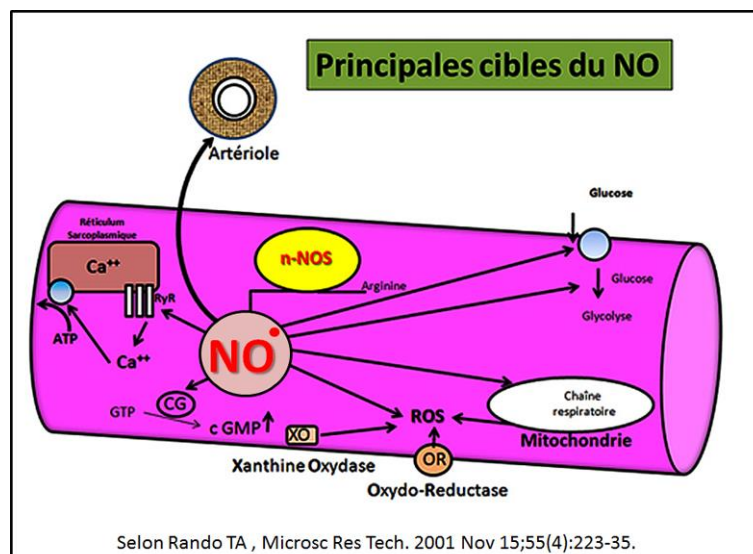 Principales cibles du NO
Artériole
Glucose
Réticulum
Sarcoplasmique
Ca⁺⁺
n-NOS
Arginine
RyR
Glucose
ATP
Ca⁺⁺
NO•
Glycolyse
CG
GTP
c GMP
XO
ROS
Chaîne
respiratoire
Mitochondrie
Xanthine Oxydase
OR
Oxydo-Reductase
Selon Rando TA , Microsc Res Tech. 2001 Nov 15;55(4):223-35.